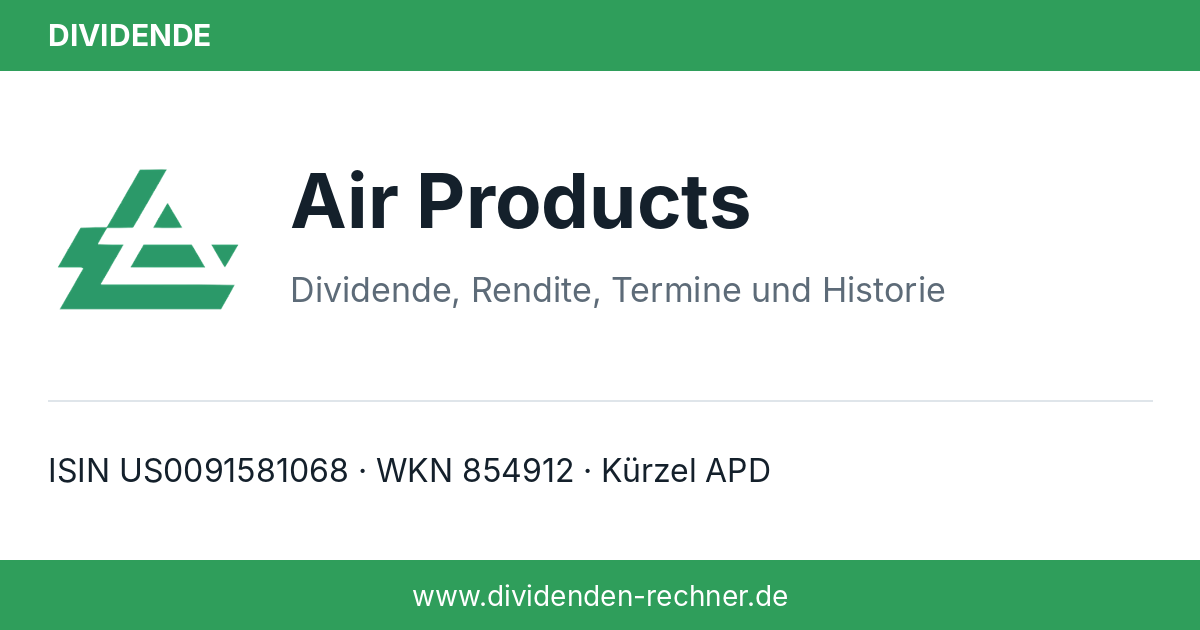 DIVIDENDE
Air Products
Dividende, Rendite, Termine und Historie
ISIN US0091581068 · WKN 854912 · Kürzel APD
www.dividenden-rechner.de